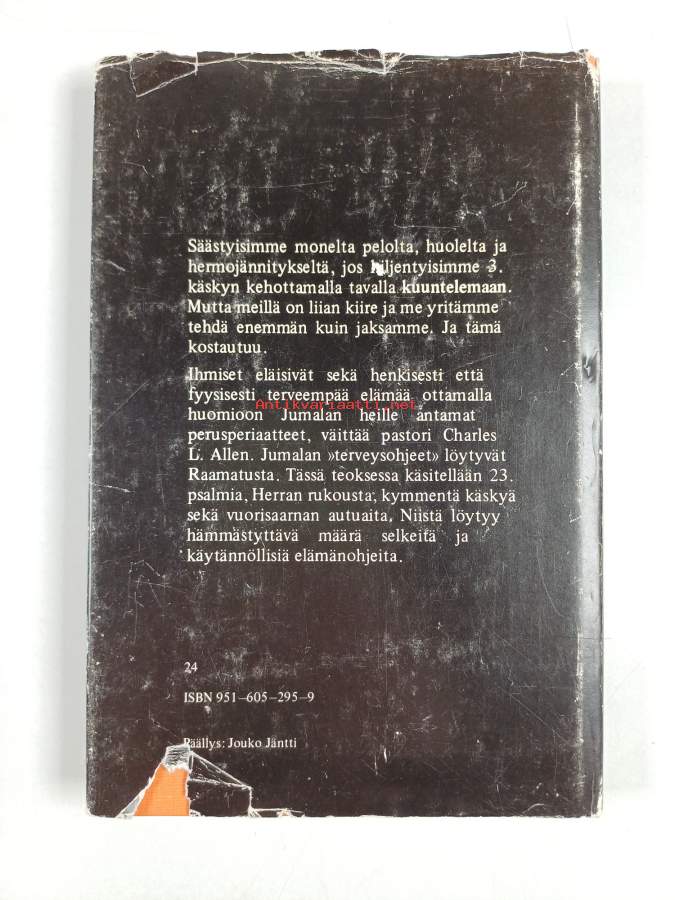 Säästyisimme monelta pelolta, huolelta ja
hermojännitykseltä, jos hiljentyisimme 3.
käskyn kehottamalla tavalla kuuntelemaan.
Mutta meillä on liian kiire ja me yritämme
tehdä enemmän kuin jaksamme. Ja tämä
kostautuu.
Ihmiset eläisivät sekä henkisesti että
fyysisesti terveempää elämää ottamalla
Antikvariaatti.net
huomioon Jumalan heille antamat
perusperiaatteet, väittää pastori Charles
L. Allen. Jumalan »terveysohjeet» löytyvät
Raamatusta. Tässä teoksessa käsitellään 23.
psalmia, Herran rukousta, kymmentä käskyä
sekä vuorisaarnan autuaita. Niistä löytyy
hämmästyttävä määrä selkeitä ja
käytännöllisiä elämänohjeita.
24
ISBN 951-605-295-9
Päällys: Jouko Jäntti